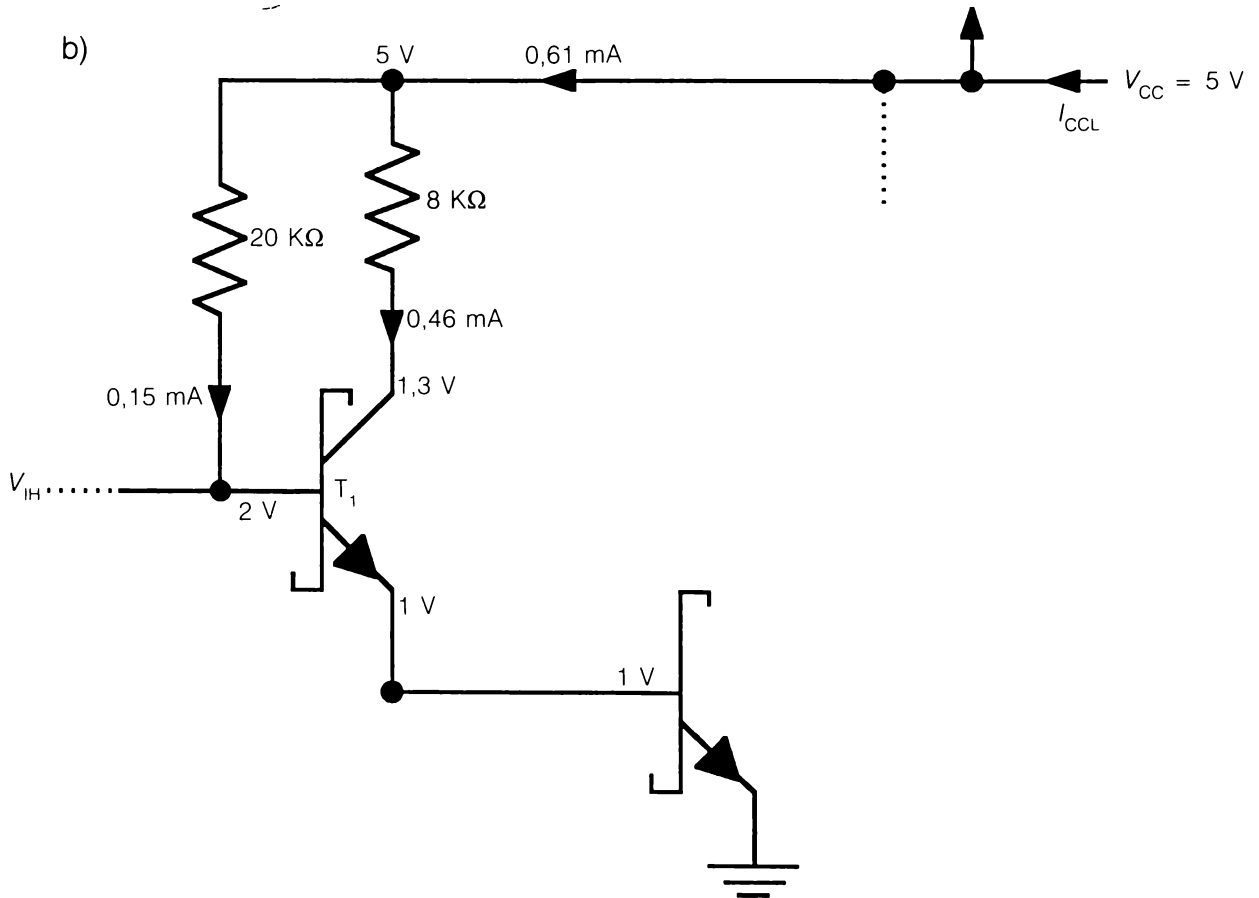 b)
5 V
0,61 mA
V_CC = 5 V
I_CCL
8 KΩ
20 KΩ
0,46 mA
1,3 V
0,15 mA
V_IH
2 V
T_1
1 V
1 V